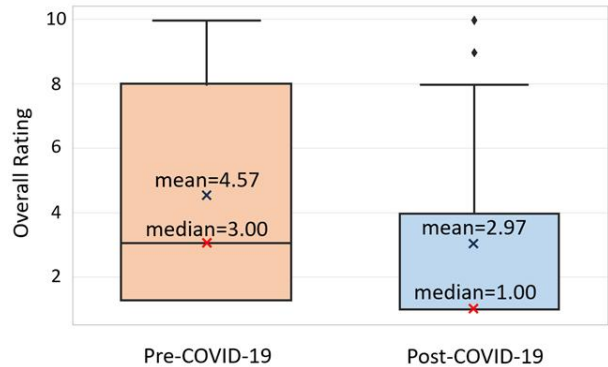 Overall Rating
10
8
6
4
2
mean=4.57
median=3.00
mean=2.97
median=1.00
Pre-COVID-19
Post-COVID-19